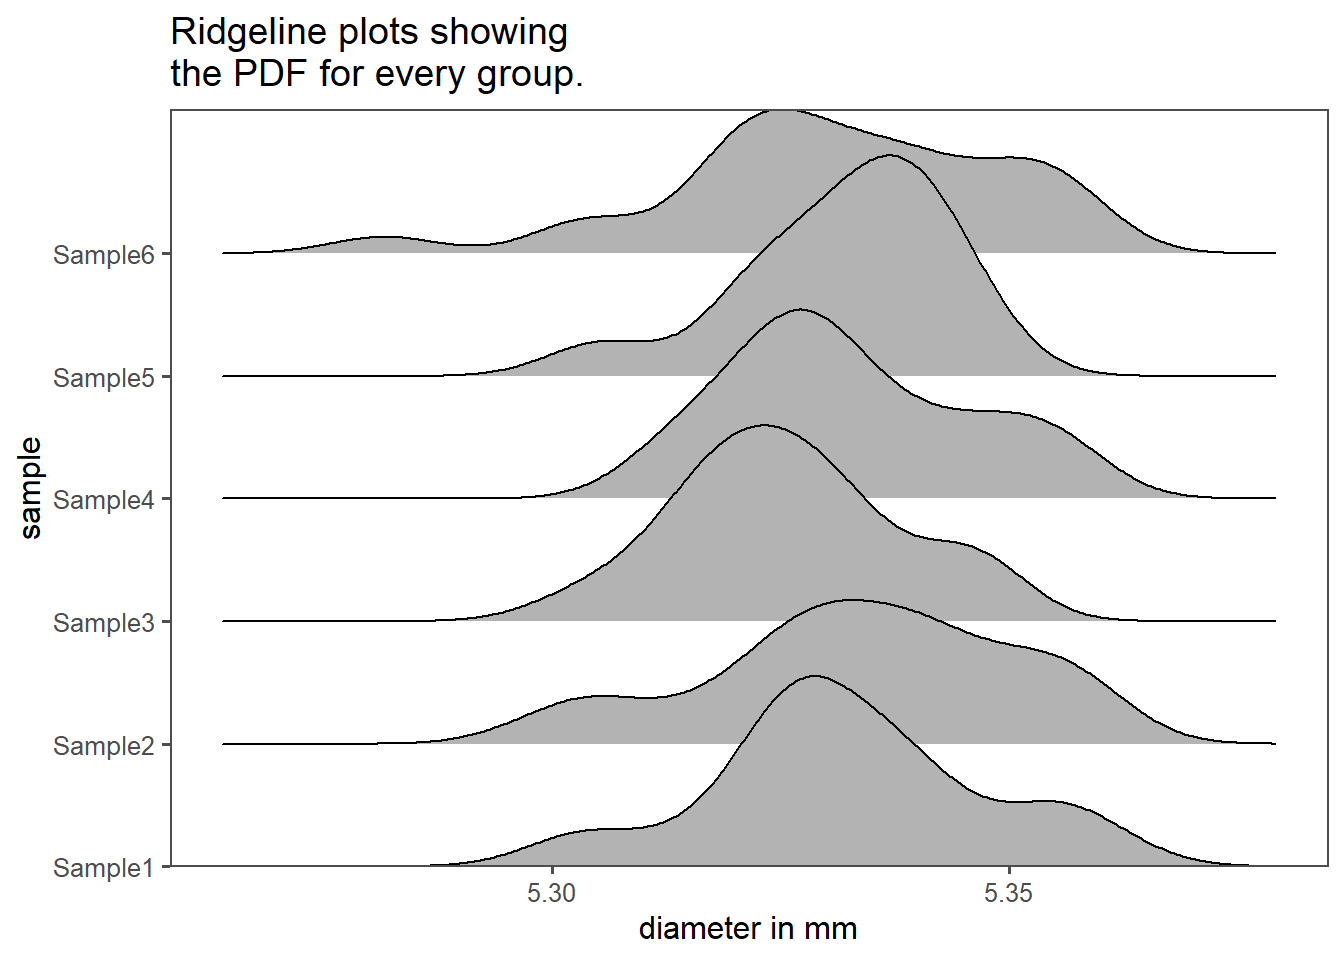 Ridgeline plots showing
the PDF for every group.
Sample6
Sample5
Sample4
Sample3
Sample2
Sample1
sample
5.30
5.35
diameter in mm